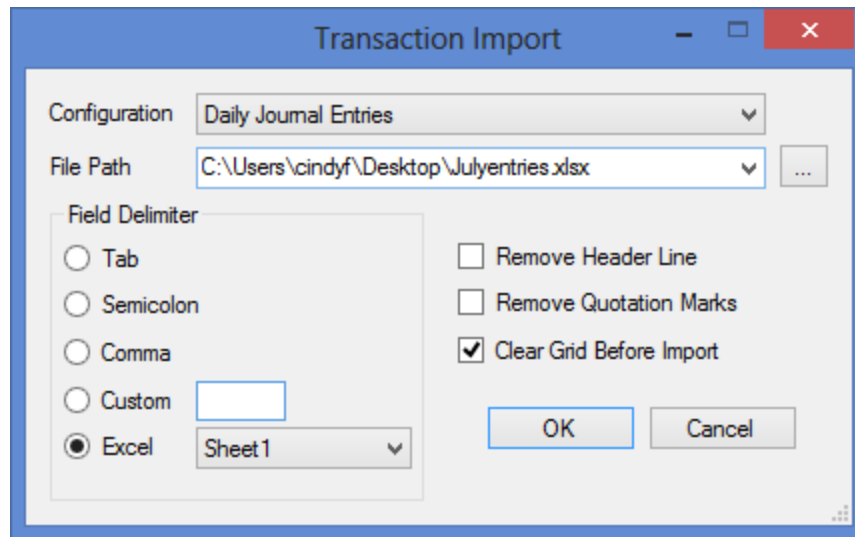 Transaction Import
Configuration Daily Journal Entries
File Path C:\Users\cindyf\Desktop\Julyentries.xlsx ...
Field Delimiter
Tab
Semicolon
Comma
Custom
Excel Sheet1
Remove Header Line
Remove Quotation Marks
Clear Grid Before Import
OK Cancel